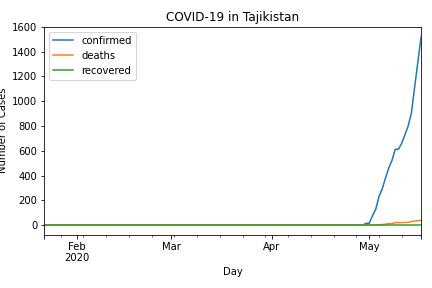 COVID-19 in Tajikistan
confirmed
deaths
recovered
1600
1400
1200
1000
800
600
400
200
0
Number of Cases
Feb
2020
Mar
Apr
May
Day